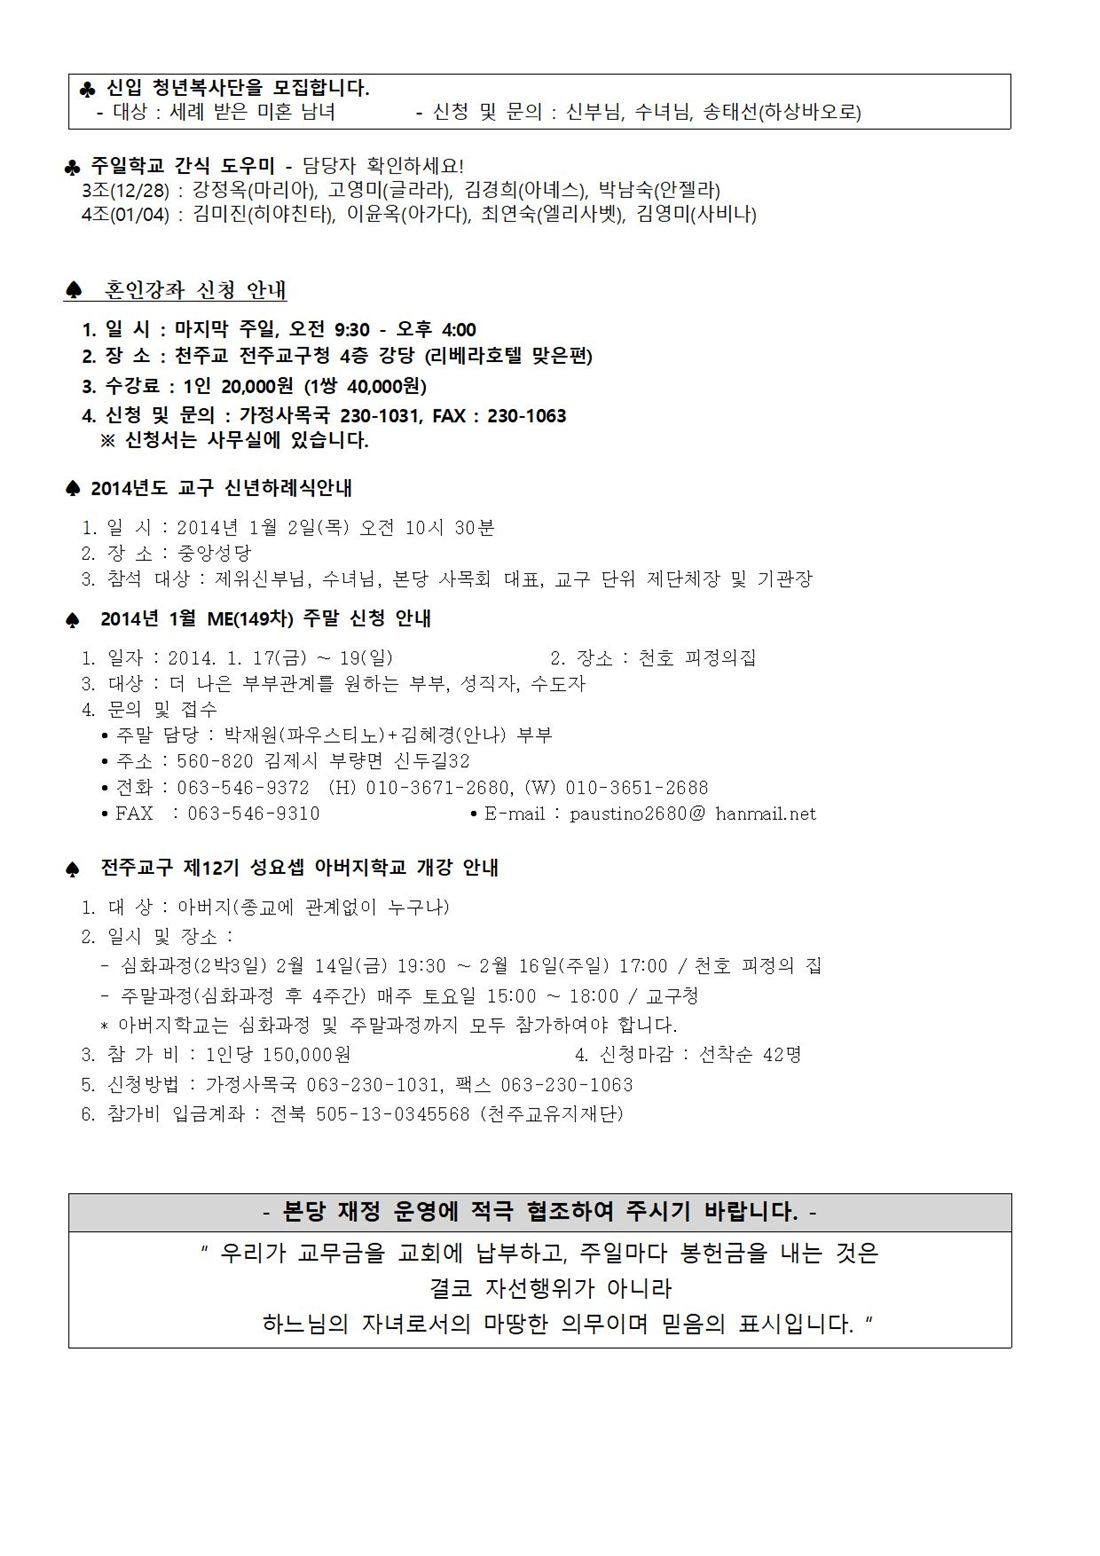 ♣ 신입 청년복사단을 모집합니다.
- 대상 : 세례 받은 미혼 남녀 - 신청 및 문의 : 신부님, 수녀님, 송태선(하상바오로)
♣ 주일학교 간식 도우미 - 담당자 확인하세요!
3조(12/28) : 강정옥(마리아), 고영미(글라라), 김경희(아녜스), 박남숙(안젤라)
4조(01/04) : 김미진(히야친타), 이윤옥(아가다), 최연숙(엘리사벳), 김영미(사비나)
♠ 혼인강좌 신청 안내
1. 일 시 : 마지막 주일, 오전 9:30 - 오후 4:00
2. 장 소 : 천주교 전주교구청 4층 강당 (리베라호텔 맞은편)
3. 수강료 : 1인 20,000원 (1쌍 40,000원)
4. 신청 및 문의 : 가정사목국 230-1031, FAX : 230-1063
※ 신청서는 사무실에 있습니다.
♠ 2014년도 교구 신년하례식안내
1. 일 시 : 2014년 1월 2일(목) 오전 10시 30분
2. 장 소 : 중앙성당
3. 참석 대상 : 제위신부님, 수녀님, 본당 사목회 대표, 교구 단위 제단체장 및 기관장
♠ 2014년 1월 ME(149차) 주말 신청 안내
1. 일자 : 2014. 1. 17(금) ~ 19(일) 2. 장소 : 천호 피정의집
3. 대상 : 더 나은 부부관계를 원하는 부부, 성직자, 수도자
4. 문의 및 접수
• 주말 담당 : 박재원(파우스티노)+김혜경(안나) 부부
• 주소 : 560-820 김제시 부량면 신두길32
• 전화 : 063-546-9372 (H) 010-3671-2680, (W) 010-3651-2688
• FAX : 063-546-9310 • E-mail : paustino2680@ hanmail.net
♠ 전주교구 제12기 성요셉 아버지학교 개강 안내
1. 대 상 : 아버지(종교에 관계없이 누구나)
2. 일시 및 장소 :
- 심화과정(2박3일) 2월 14일(금) 19:30 ~ 2월 16일(주일) 17:00 / 천호 피정의 집
- 주말과정(심화과정 후 4주간) 매주 토요일 15:00 ~ 18:00 / 교구청
* 아버지학교는 심화과정 및 주말과정까지 모두 참가하여야 합니다.
3. 참 가 비 : 1인당 150,000원 4. 신청마감 : 선착순 42명
5. 신청방법 : 가정사목국 063-230-1031, 팩스 063-230-1063
6. 참가비 입금계좌 : 전북 505-13-0345568 (천주교유지재단)
- 본당 재정 운영에 적극 협조하여 주시기 바랍니다. -
" 우리가 교무금을 교회에 납부하고, 주일마다 봉헌금을 내는 것은
결코 자선행위가 아니라
하느님의 자녀로서의 마땅한 의무이며 믿음의 표시입니다. "